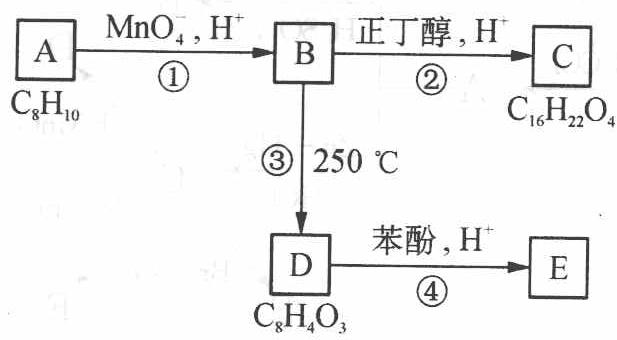 A MnO₄⁻, H⁺ ① B 正丁醇, H⁺ ② C
C₈H₁₀ C₁₆H₂₂O₄
③ 250 ℃
D 苯酚, H⁺ ④ E
C₈H₄O₃